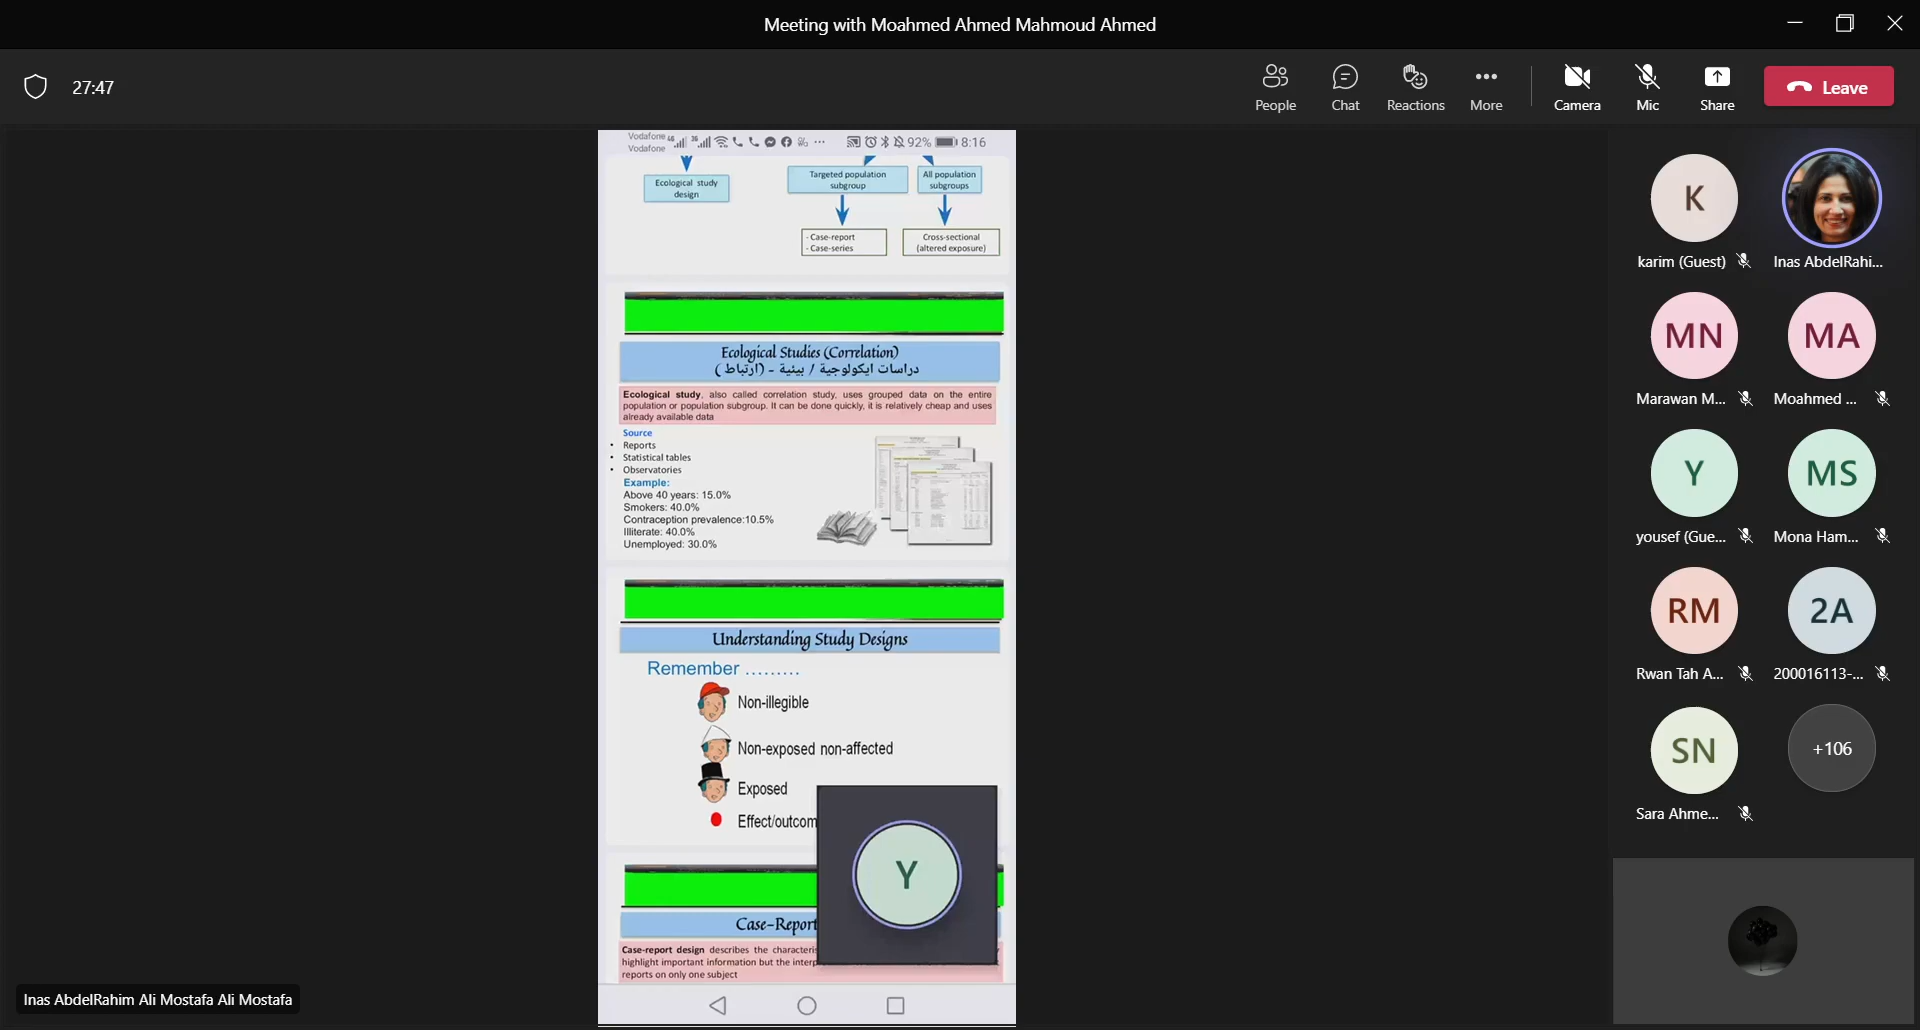 Meeting with Moahmed Ahmed Mahmoud Ahmed
27:47
People
Chat
Reactions
More
Camera
Mic
Share
Leave
Vodafone
Vodafone
4G
3G
92%
8:16
Ecological study
design
Targeted population
subgroup
All population
subgroups
- Case-report
- Case-series
Cross-sectional
(altered exposure)
Ecological Studies (Correlation)
دراسات ايكولوجية / بيئية - (ارتباط )
Ecological study, also called correlation study, uses grouped data on the entire
population or population subgroup. It can be done quickly, it is relatively cheap and uses
already available data
Source
• Reports
• Statistical tables
• Observatories
Example:
Above 40 years: 15.0%
Smokers: 40.0%
Contraception prevalence:10.5%
Illiterate: 40.0%
Unemployed: 30.0%
Understanding Study Designs
Remember .........
Non-illegible
Non-exposed non-affected
Exposed
Effect/outcom
Y
Case-Report
Case-report design describes the characteris
highlight important information but the interp
reports on only one subject
Inas AbdelRahim Ali Mostafa Ali Mostafa
K
karim (Guest)
Inas AbdelRahi...
MN
Marawan M...
MA
Moahmed ...
Y
yousef (Gue...
MS
Mona Ham...
RM
Rwan Tah A...
2A
200016113-...
SN
Sara Ahme...
+106